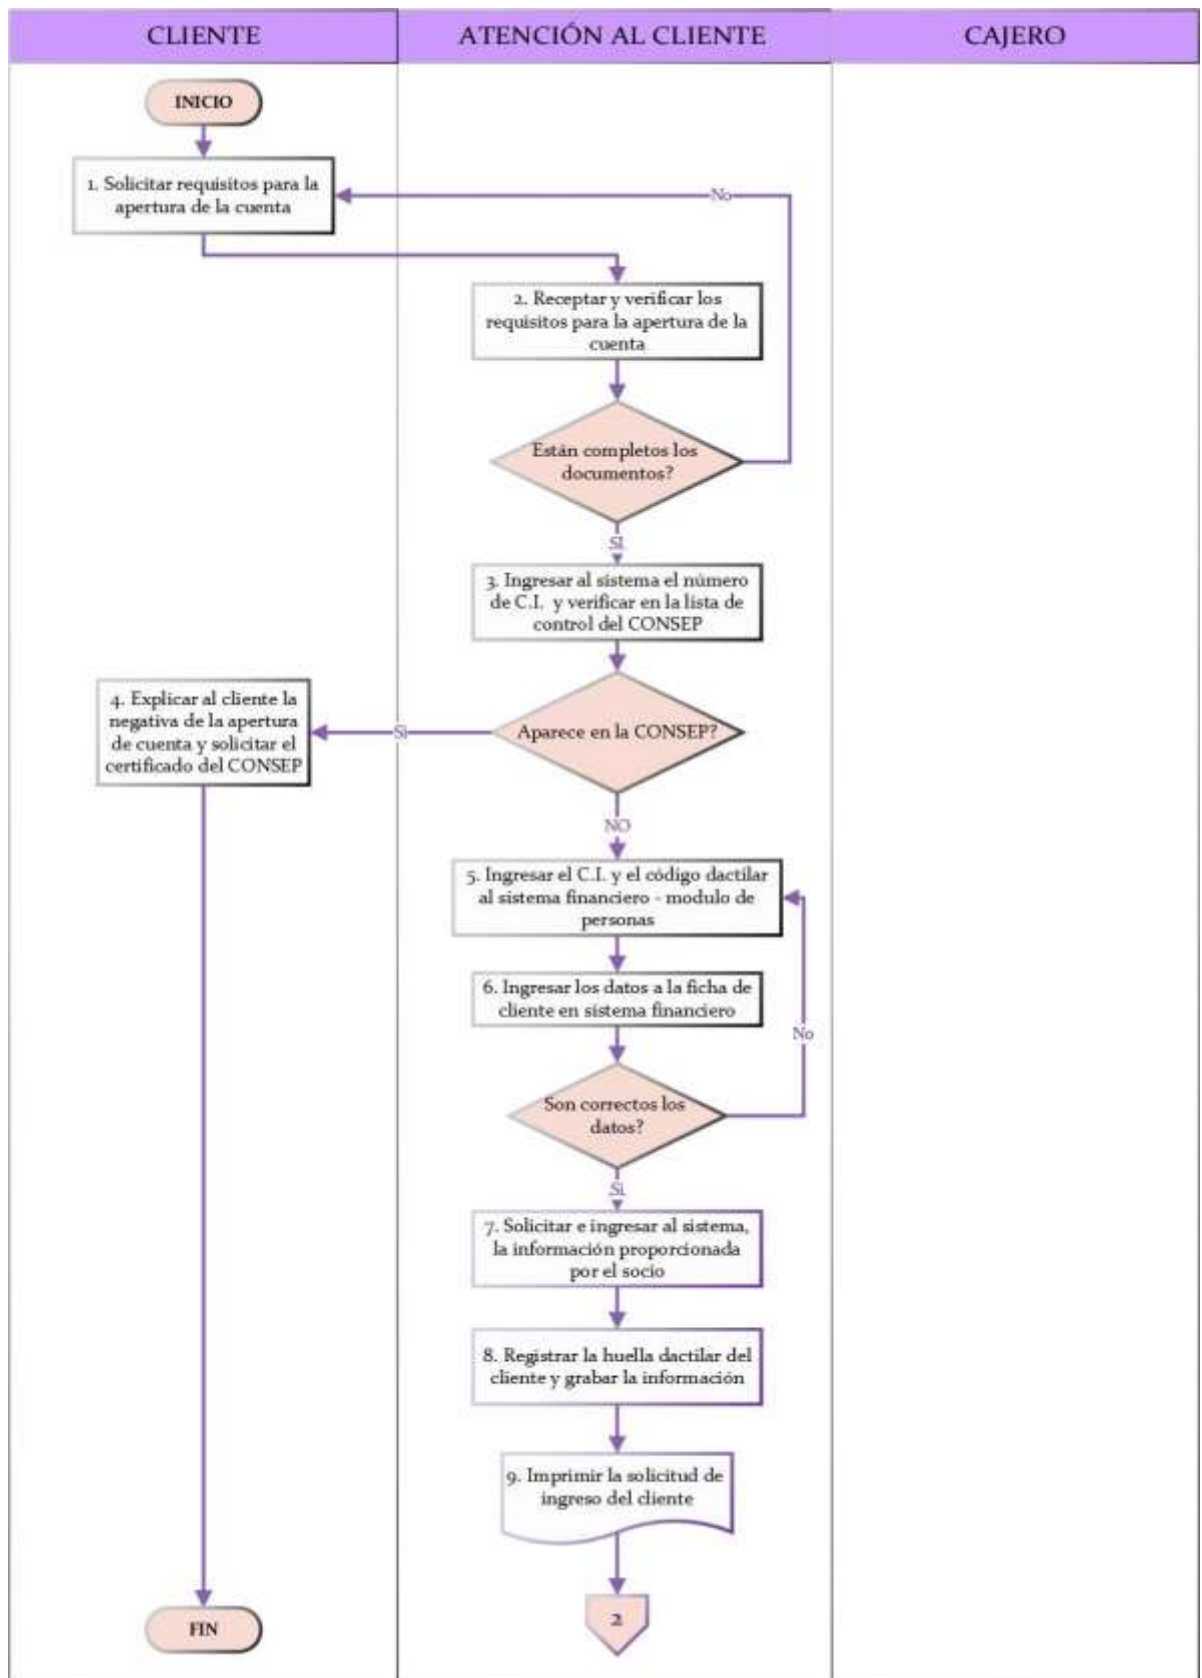 CLIENTE
ATENCIÓN AL CLIENTE
CAJERO
INICIO
1. Solicitar requisitos para la
apertura de la cuenta
No
2. Receptar y verificar los
requisitos para la apertura de la
cuenta
Están completos los
documentos?
SI
3. Ingresar al sistema el número
de C.I. y verificar en la lista de
control del CONSEP
4. Explicar al cliente la
negativa de la apertura
de cuenta y solicitar el
certificado del CONSEP
Si
Aparece en la CONSEP?
NO
5. Ingresar el C.I. y el código dactilar
al sistema financiero - modulo de
personas
6. Ingresar los datos a la ficha de
cliente en sistema financiero
No
Son correctos los
datos?
Si
7. Solicitar e ingresar al sistema,
la información proporcionada
por el socio
8. Registrar la huella dactilar del
cliente y grabar la información
9. Imprimir la solicitud de
ingreso del cliente
FIN
2